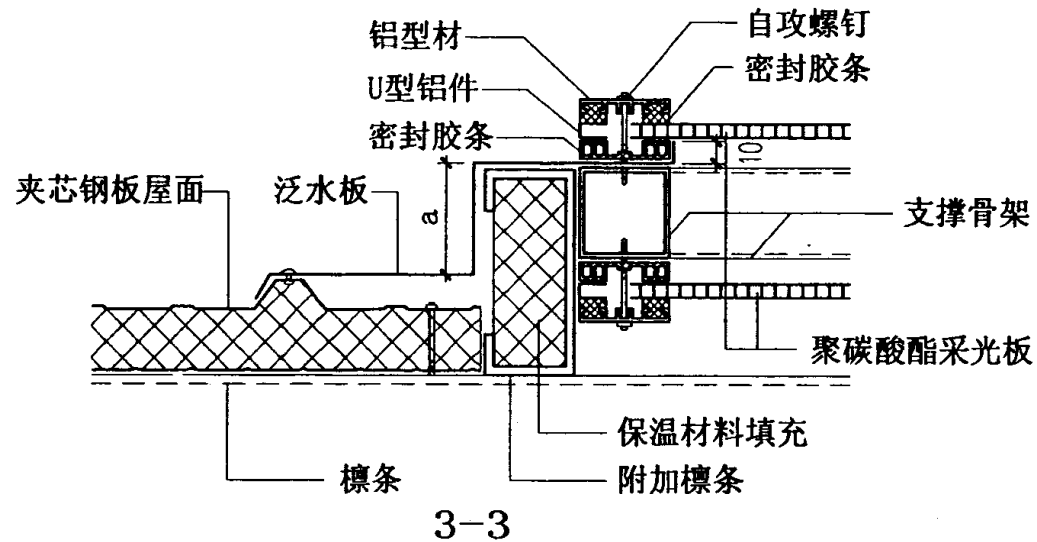 铝型材
自攻螺钉
U型铝件
密封胶条
密封胶条
10
夹芯钢板屋面
泛水板
a
支撑骨架
聚碳酸酯采光板
保温材料填充
檩条
附加檩条
3-3